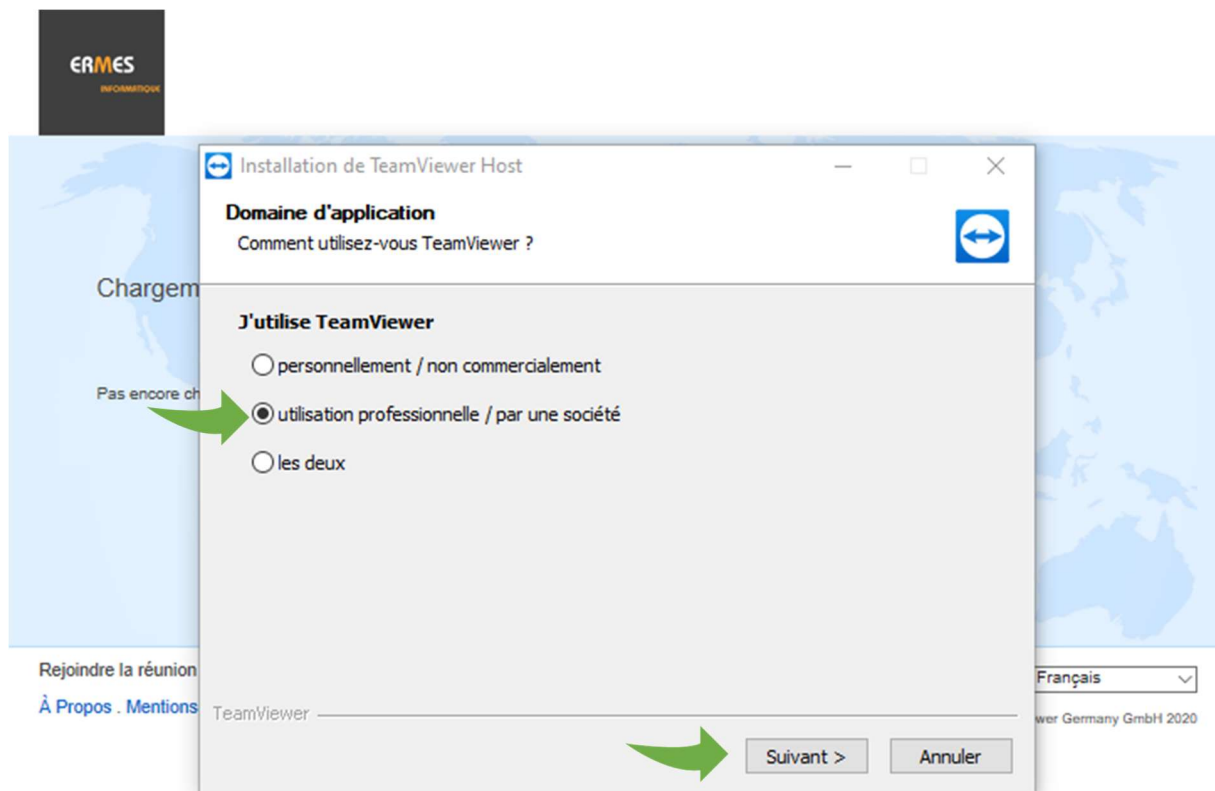 ERMES
INFORMATIQUE
Installation de TeamViewer Host
Domaine d'application
Comment utilisez-vous TeamViewer ?
Chargem
J'utilise TeamViewer
personnellement / non commercialement
Pas encore ch
utilisation professionnelle / par une société
les deux
Rejoindre la réunion
Français
À Propos . Mentions
TeamViewer
wer Germany GmbH 2020
Suivant >
Annuler